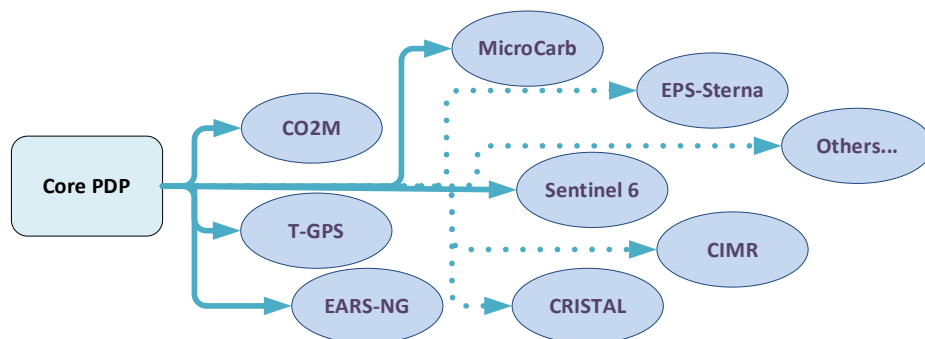 MicroCarb
EPS-Sterna
CO2M
Others...
Core PDP
Sentinel 6
T-GPS
CIMR
EARS-NG
CRISTAL